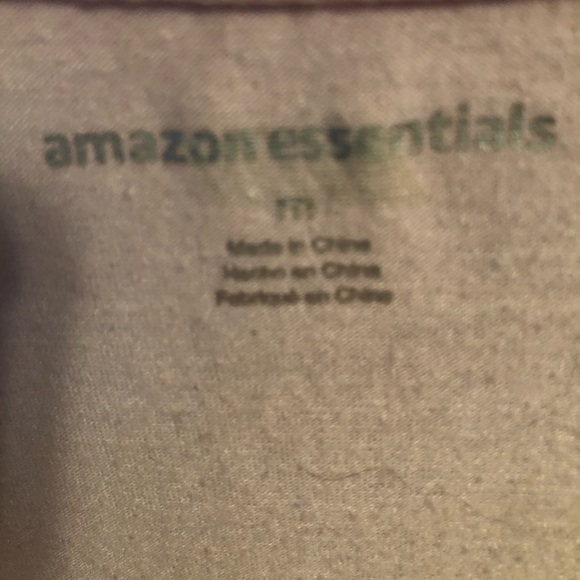 amazon essentials
m
Made in China
Hecho en China
Fabriqué en Chine